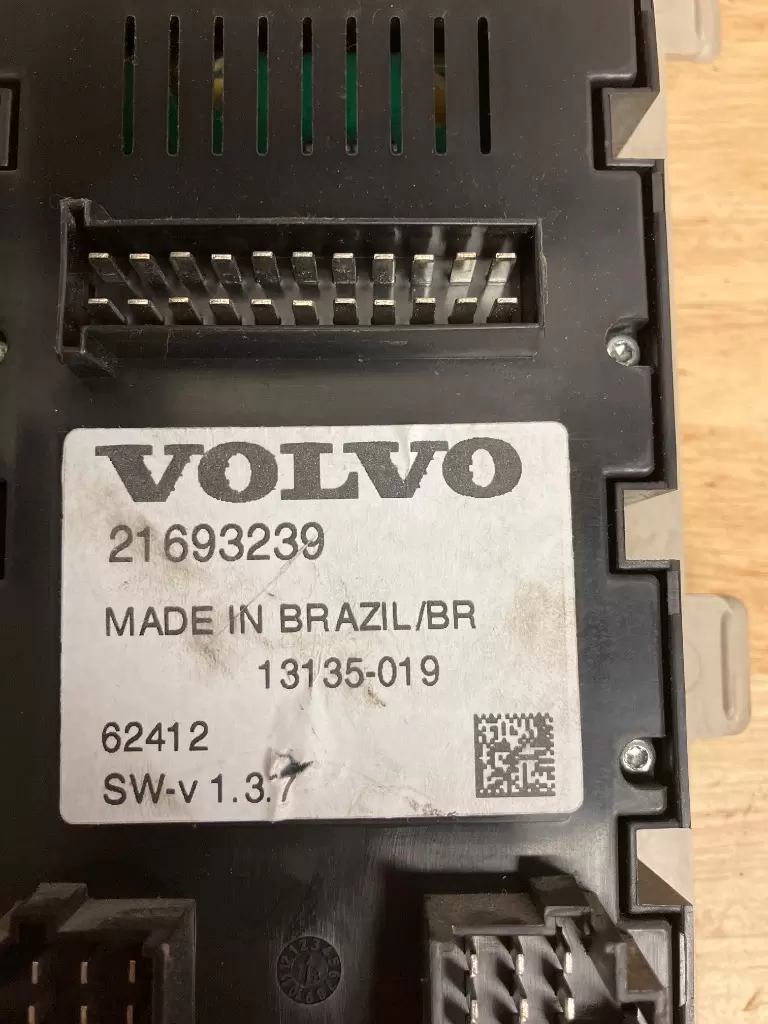 VOLVO
21693239
MADE IN BRAZIL/BR
13135-019
62412
SW-v 1.3.7